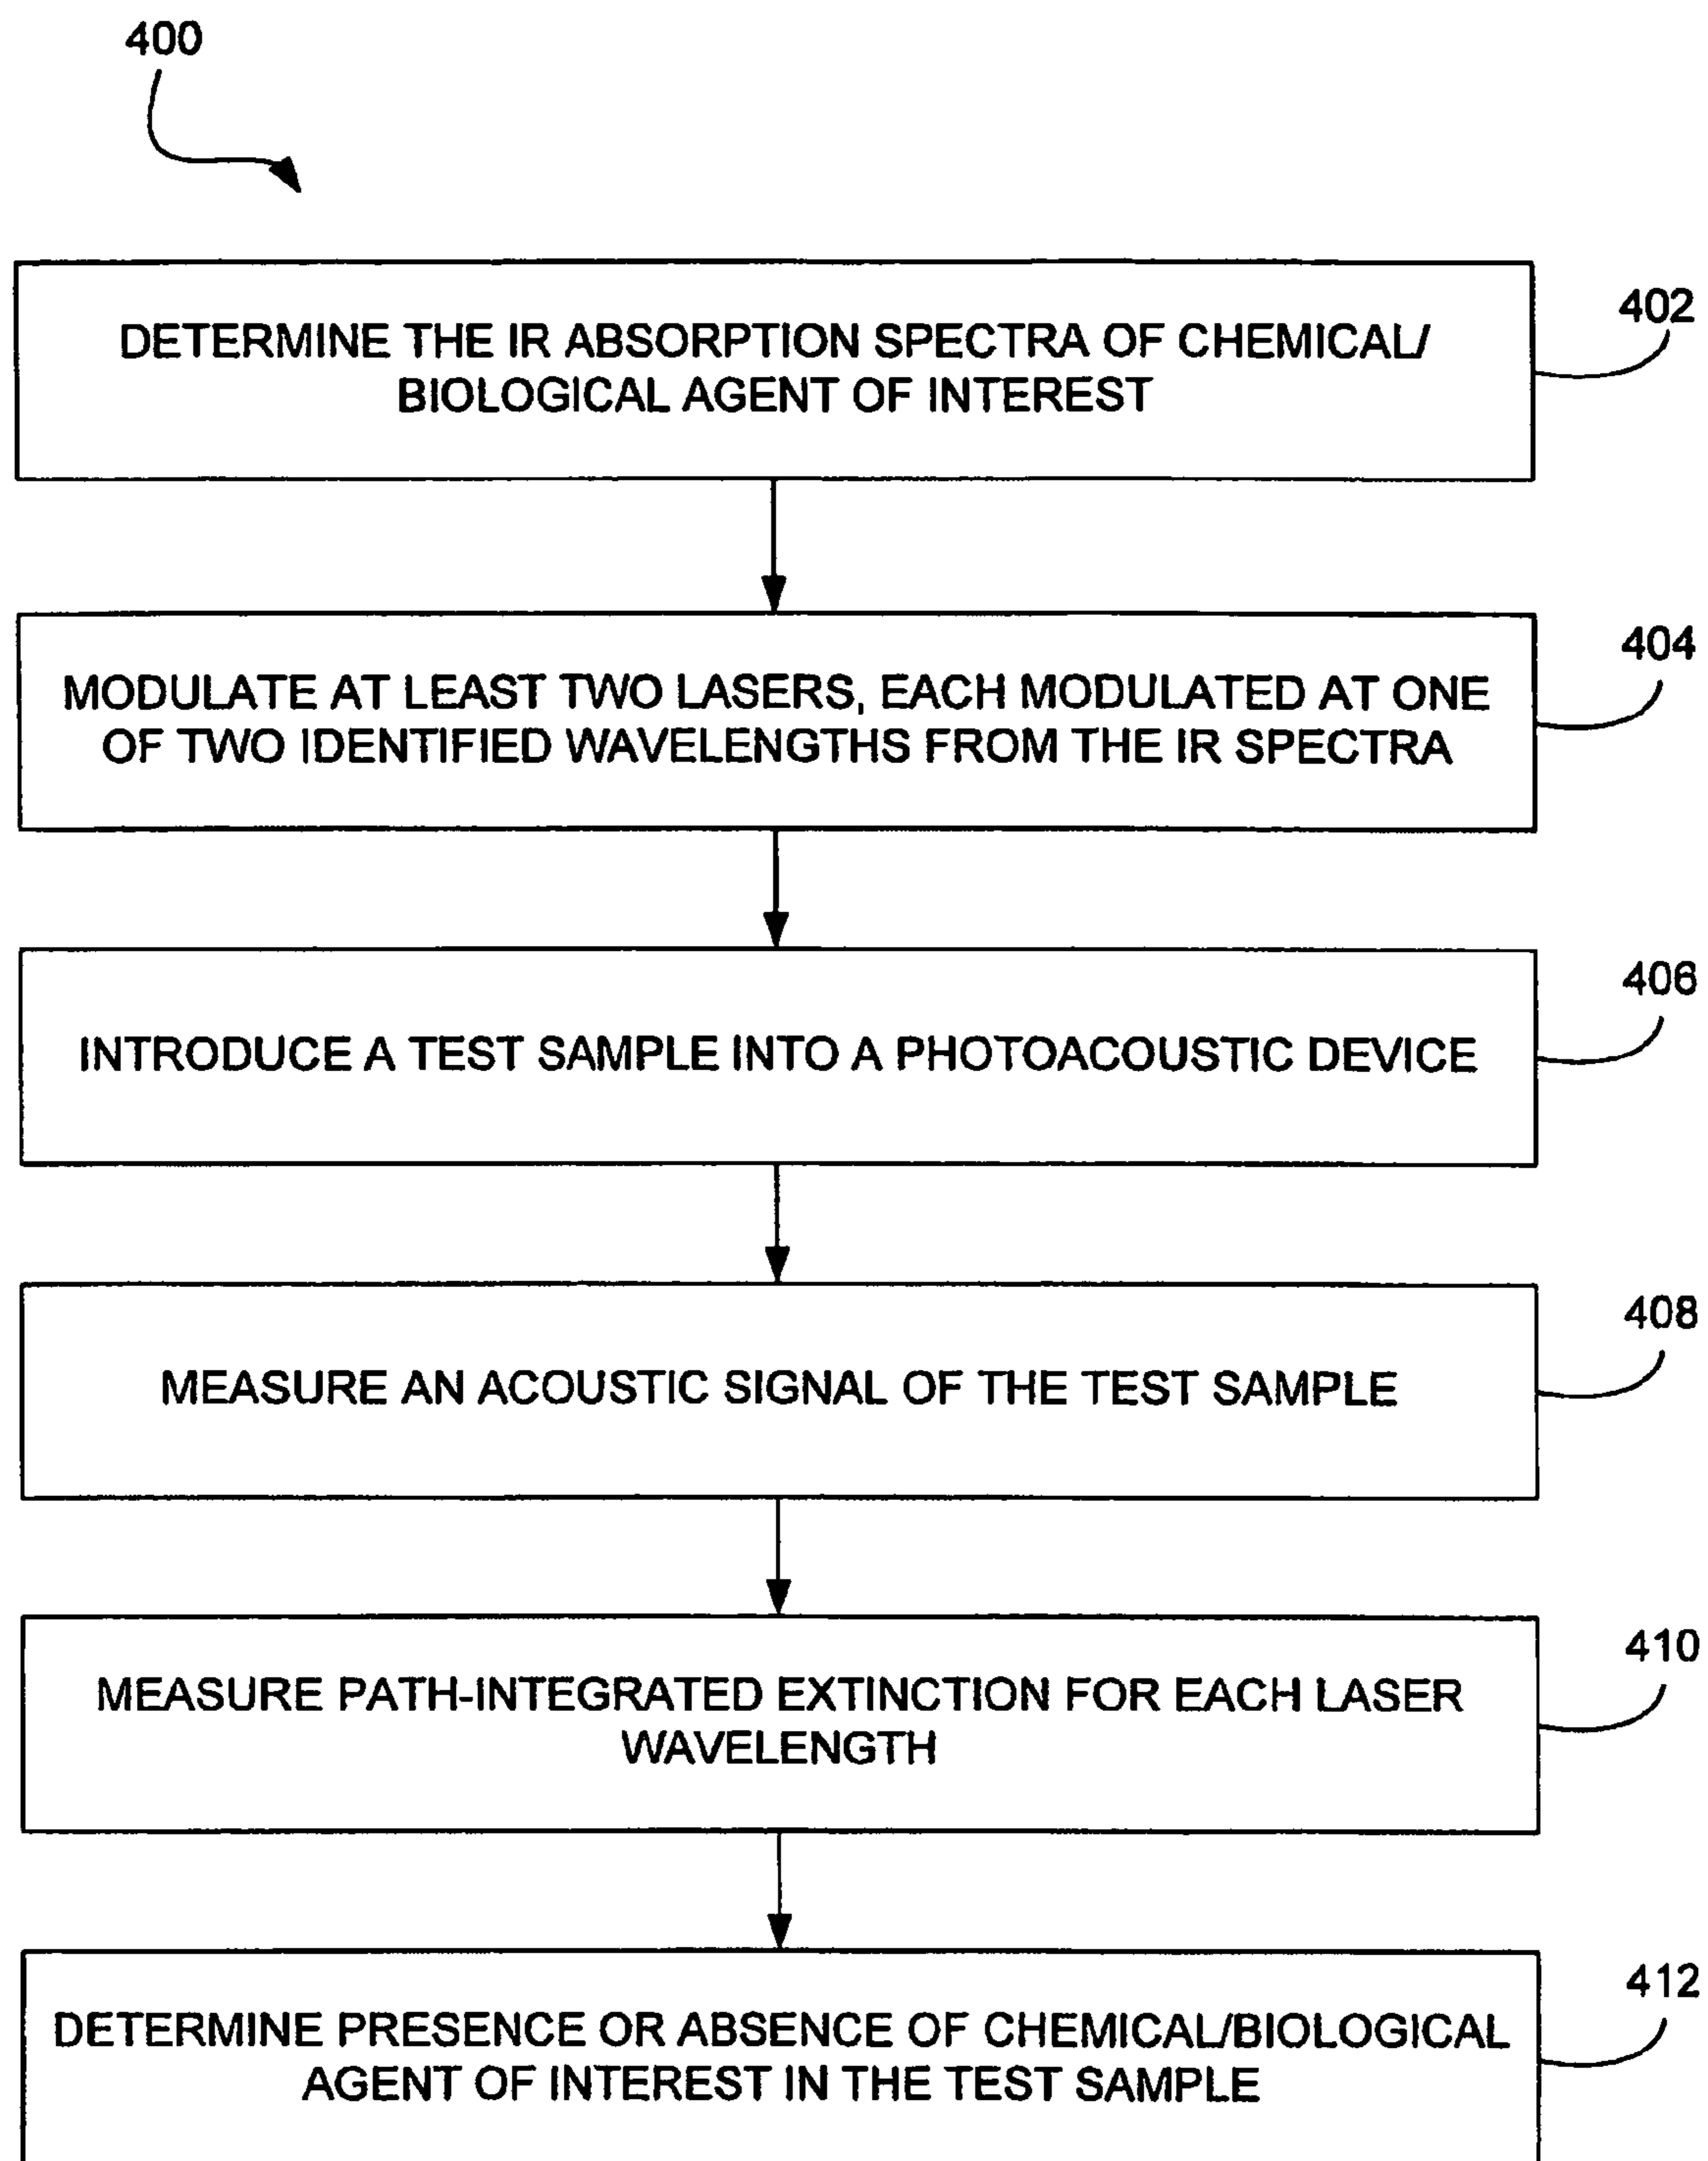 400
DETERMINE THE IR ABSORPTION SPECTRA OF CHEMICAL/
BIOLOGICAL AGENT OF INTEREST
402
MODULATE AT LEAST TWO LASERS, EACH MODULATED AT ONE
OF TWO IDENTIFIED WAVELENGTHS FROM THE IR SPECTRA
404
INTRODUCE A TEST SAMPLE INTO A PHOTOACOUSTIC DEVICE
406
MEASURE AN ACOUSTIC SIGNAL OF THE TEST SAMPLE
408
MEASURE PATH-INTEGRATED EXTINCTION FOR EACH LASER
WAVELENGTH
410
DETERMINE PRESENCE OR ABSENCE OF CHEMICAL/BIOLOGICAL
AGENT OF INTEREST IN THE TEST SAMPLE
412